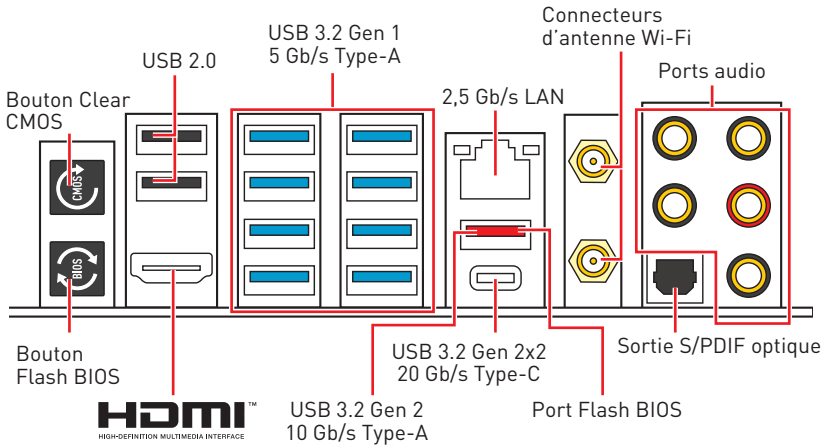 Connecteurs
d'antenne Wi-Fi
USB 3.2 Gen 1
5 Gb/s Type-A
USB 2.0
Ports audio
Bouton Clear
CMOS
2,5 Gb/s LAN
CMOS
BIOS
Bouton
Flash BIOS
USB 3.2 Gen 2x2
20 Gb/s Type-C
Sortie S/PDIF optique
HDMI™
HIGH-DEFINITION MULTIMEDIA INTERFACE
USB 3.2 Gen 2
10 Gb/s Type-A
Port Flash BIOS